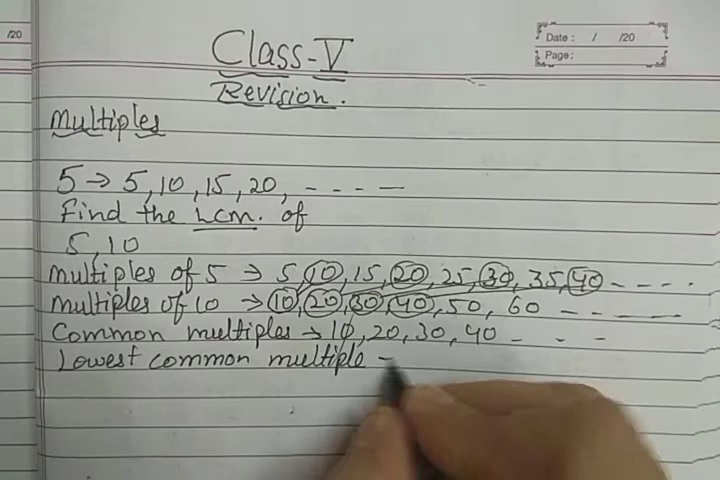 /20
Class-V
Date : / /20
Page:
Revision.
Multiples
5 → 5, 10, 15, 20, - - - -
Find the LCM. of
5, 10
multiples of 5 → 5, 10, 15, 20, 25, 30, 35, 40 - - - -
multiples of 10 → 10, 20, 30, 40, 50, 60 - - - -
Common multiples → 10, 20, 30, 40 - - -
Lowest common multiple -